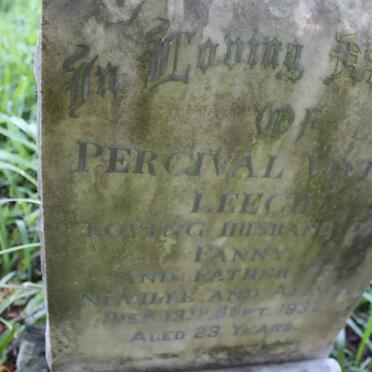 In Loving
OF
PERCIVAL
LEECH
LOVING HUSBAND
FANNY,
AND FATHER
NEVILLE AND
DIED 13TH SEPT.
AGED 23 YEARS.